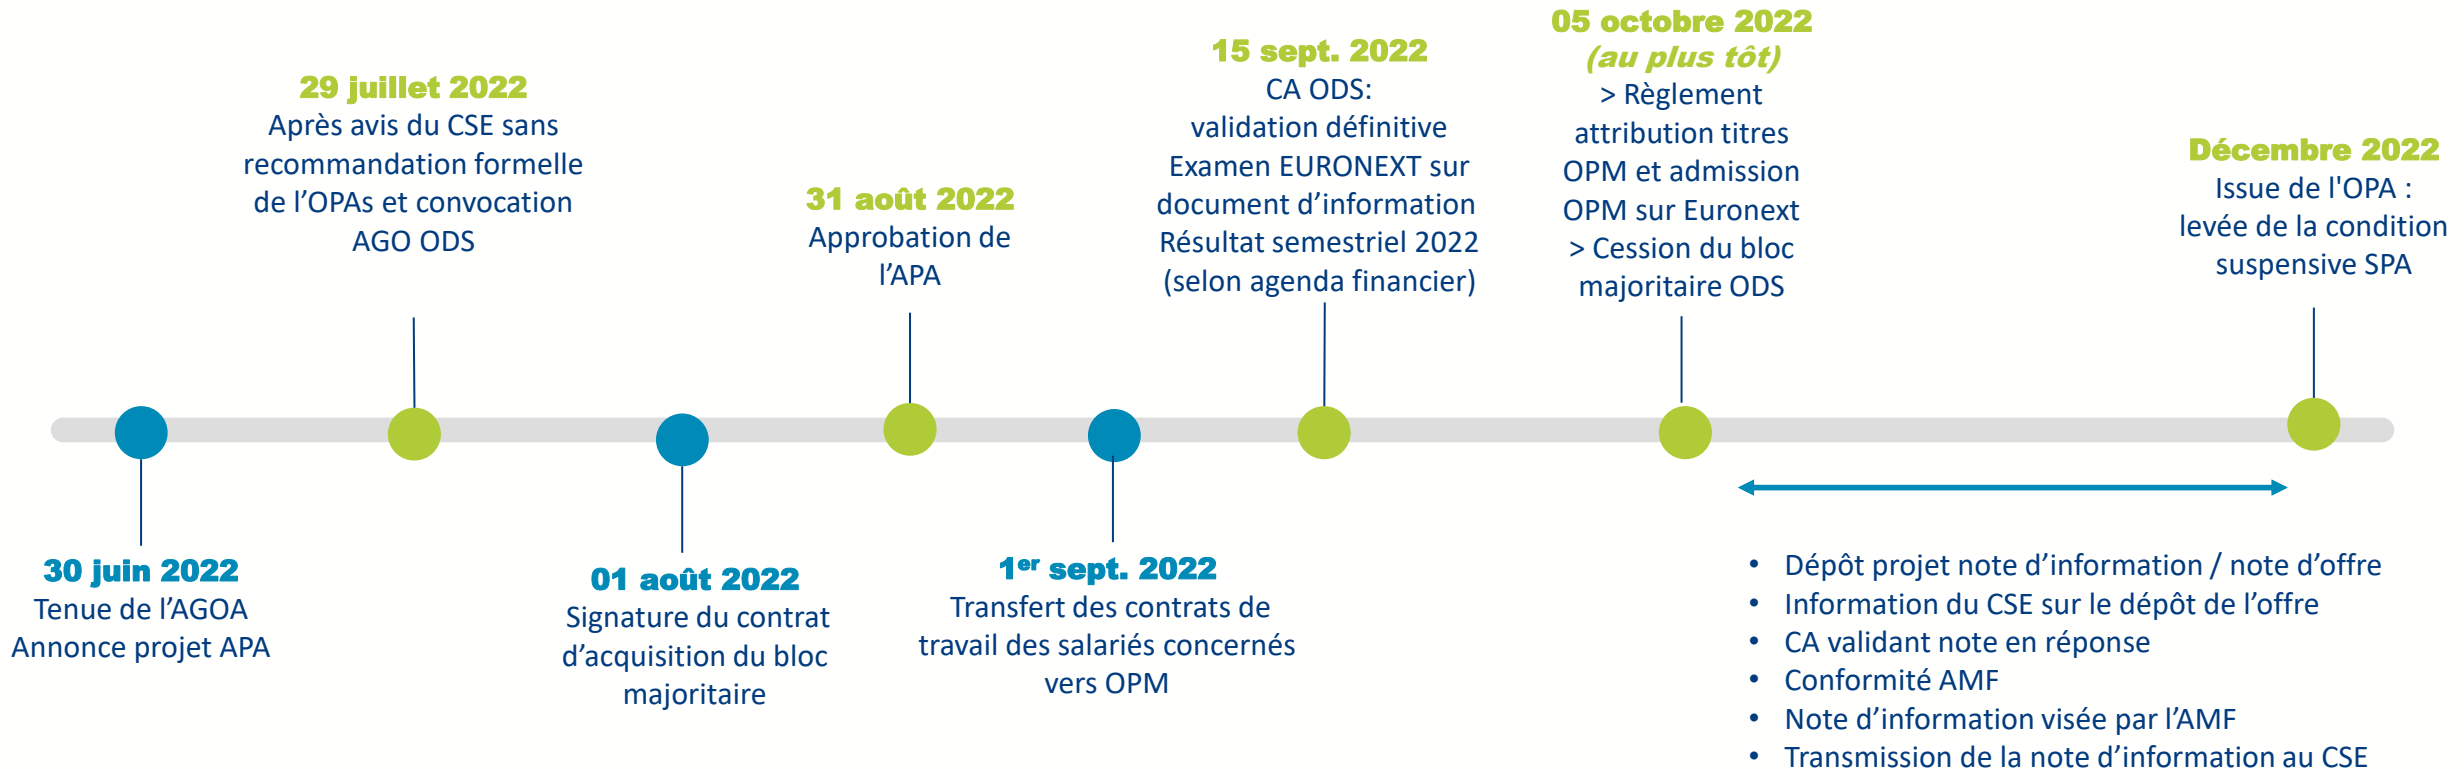 29 juillet 2022
Après avis du CSE sans
recommandation formelle
de l’OPAs et convocation
AGO ODS
31 août 2022
Approbation de
l’APA
15 sept. 2022
CA ODS:
validation définitive
Examen EURONEXT sur
document d’information
Résultat semestriel 2022
(selon agenda financier)
05 octobre 2022
(au plus tôt)
> Règlement
attribution titres
OPM et admission
OPM sur Euronext
> Cession du bloc
majoritaire ODS
Décembre 2022
Issue de l'OPA :
levée de la condition
suspensive SPA
30 juin 2022
Tenue de l’AGOA
Annonce projet APA
01 août 2022
Signature du contrat
d’acquisition du bloc
majoritaire
1er sept. 2022
Transfert des contrats de
travail des salariés concernés
vers OPM
• Dépôt projet note d’information / note d’offre
• Information du CSE sur le dépôt de l’offre
• CA validant note en réponse
• Conformité AMF
• Note d’information visée par l’AMF
• Transmission de la note d’information au CSE